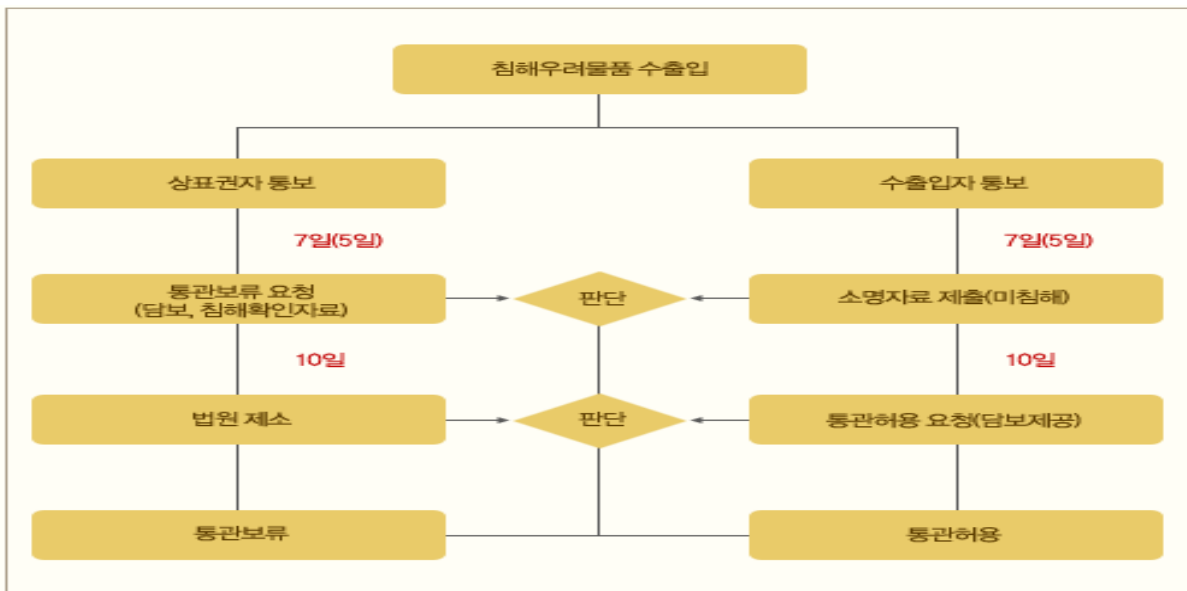 침해우려물품 수출입
상표권자 통보
수출입자 통보
7일(5일)
7일(5일)
통관보류 요청
(담보, 침해확인자료)
판단
소명자료 제출(미침해)
10일
10일
법원 제소
판단
통관허용 요청(담보제공)
통관보류
통관허용